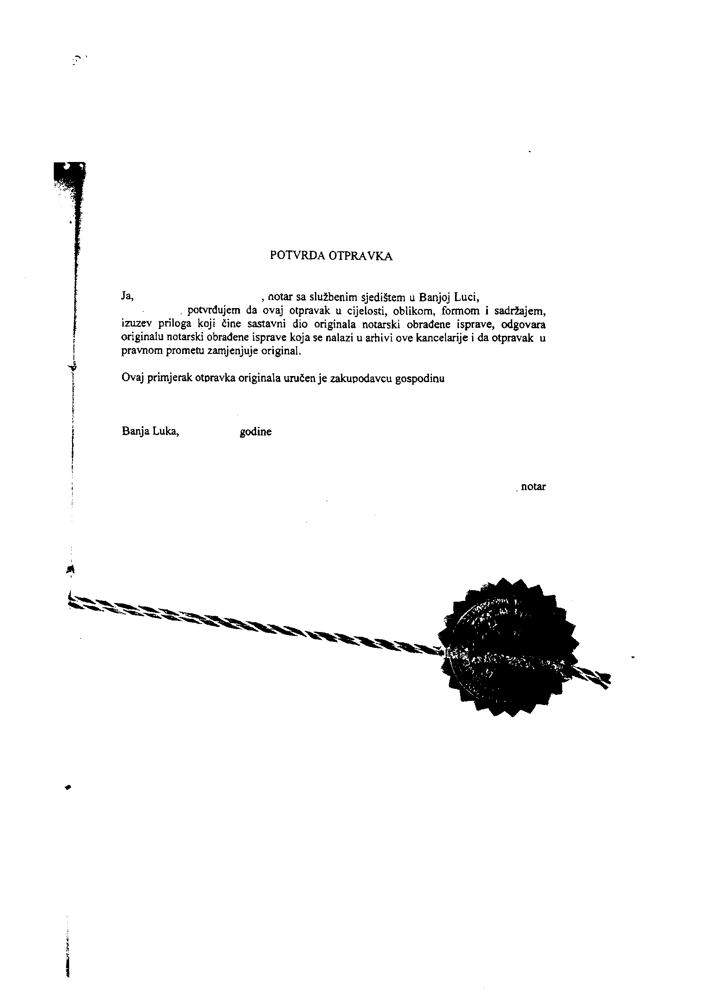 POTVRDA OTPRAVKA
Ja, , notar sa službenim sjedištem u Banjoj Luci,
, potvrđujem da ovaj otpravak u cijelosti, oblikom, formom i sadržajem,
izuzev priloga koji čine sastavni dio originala notarski obrađene isprave, odgovara
originalu notarski obrađene isprave koja se nalazi u arhivi ove kancelarije i da otpravak u
pravnom prometu zamjenjuje original.
Ovaj primjerak otpravka originala uručen je zakupodavcu gospodinu
Banja Luka, godine
, notar